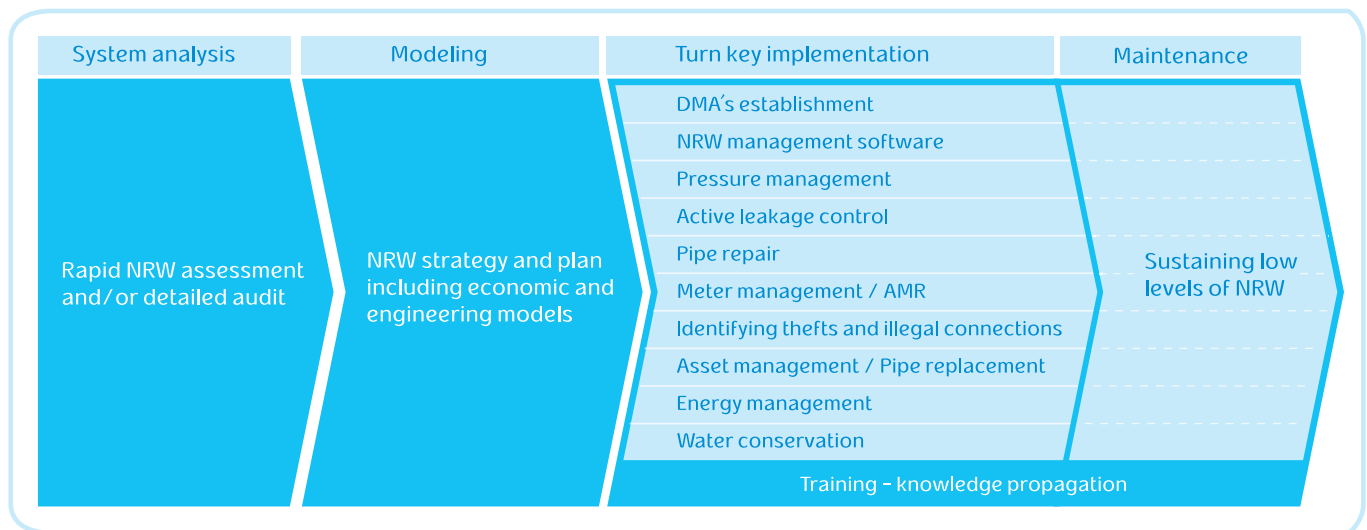 System analysis
Modeling
Turn key implementation
Maintenance
Rapid NRW assessment
and/or detailed audit
NRW strategy and plan
including economic and
engineering models
DMA's establishment
NRW management software
Pressure management
Active leakage control
Pipe repair
Meter management / AMR
Identifying thefts and illegal connections
Asset management / Pipe replacement
Energy management
Water conservation
Sustaining low
levels of NRW
Training – knowledge propagation